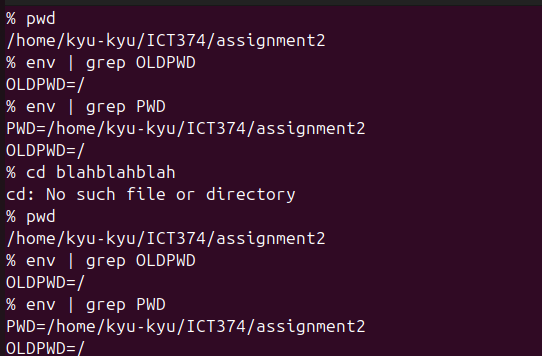 % pwd
/home/kyu-kyu/ICT374/assignment2
% env | grep OLDPWD
OLDPWD=/
% env | grep PWD
PWD=/home/kyu-kyu/ICT374/assignment2
OLDPWD=/
% cd blahblahblah
cd: No such file or directory
% pwd
/home/kyu-kyu/ICT374/assignment2
% env | grep OLDPWD
OLDPWD=/
% env | grep PWD
PWD=/home/kyu-kyu/ICT374/assignment2
OLDPWD=/